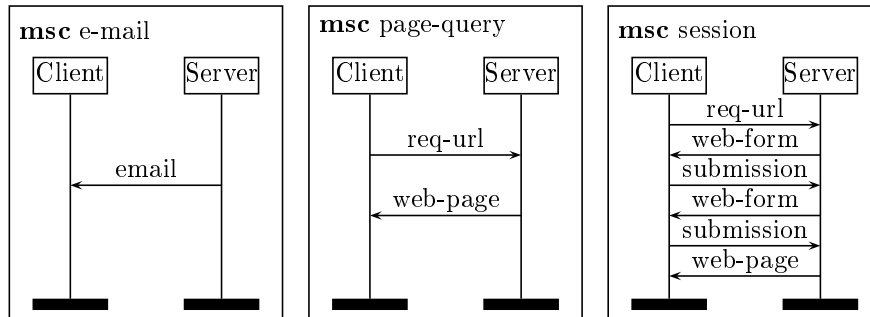 msc e-mail
Client Server
email
msc page-query
Client Server
req-url
web-page
msc session
Client Server
req-url
web-form
submission
web-form
submission
web-page